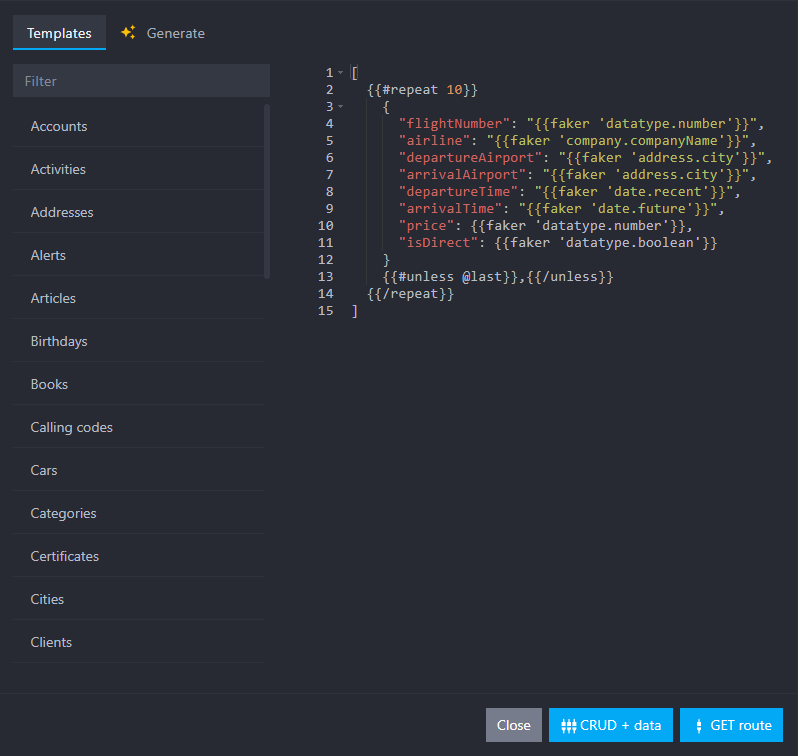 Templates
Generate
Filter
Accounts
Activities
Addresses
Alerts
Articles
Birthdays
Books
Calling codes
Cars
Categories
Certificates
Cities
Clients
1 [
2 {{#repeat 10}}
3 {
4 "flightNumber": "{{faker 'datatype.number'}}",
5 "airline": "{{faker 'company.companyName'}}",
6 "departureAirport": "{{faker 'address.city'}}",
7 "arrivalAirport": "{{faker 'address.city'}}",
8 "departureTime": "{{faker 'date.recent'}}",
9 "arrivalTime": "{{faker 'date.future'}}",
10 "price": {{faker 'datatype.number'}},
11 "isDirect": {{faker 'datatype.boolean'}}
12 }
13 {{#unless @last}},{{/unless}}
14 {{/repeat}}
15 ]
Close
CRUD + data
GET route